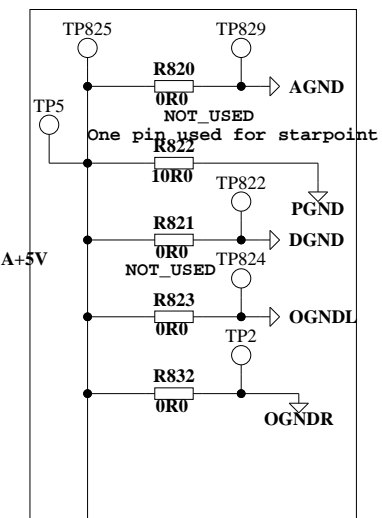 TP825 TP829
R820
0R0 AGND
NOT_USED
TP5
One pin used for starpoint
R822
10R0
TP822
PGND
R821
0R0 DGND
A+5V
NOT_USED TP824
R823
0R0 OGNDL
TP2
R832
0R0
OGNDR